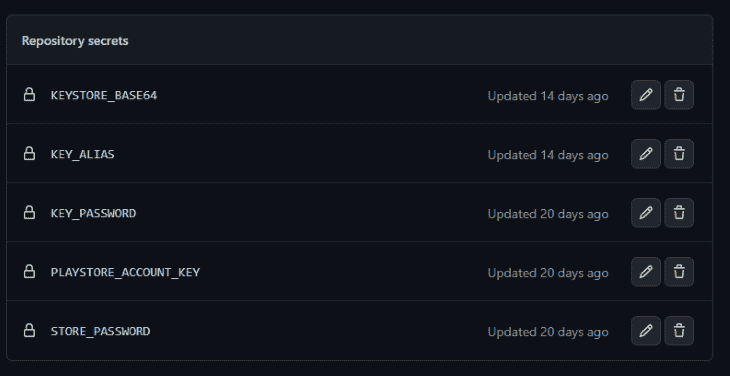 Repository secrets
KEYSTORE_BASE64 Updated 14 days ago
KEY_ALIAS Updated 14 days ago
KEY_PASSWORD Updated 20 days ago
PLAYSTORE_ACCOUNT_KEY Updated 20 days ago
STORE_PASSWORD Updated 20 days ago